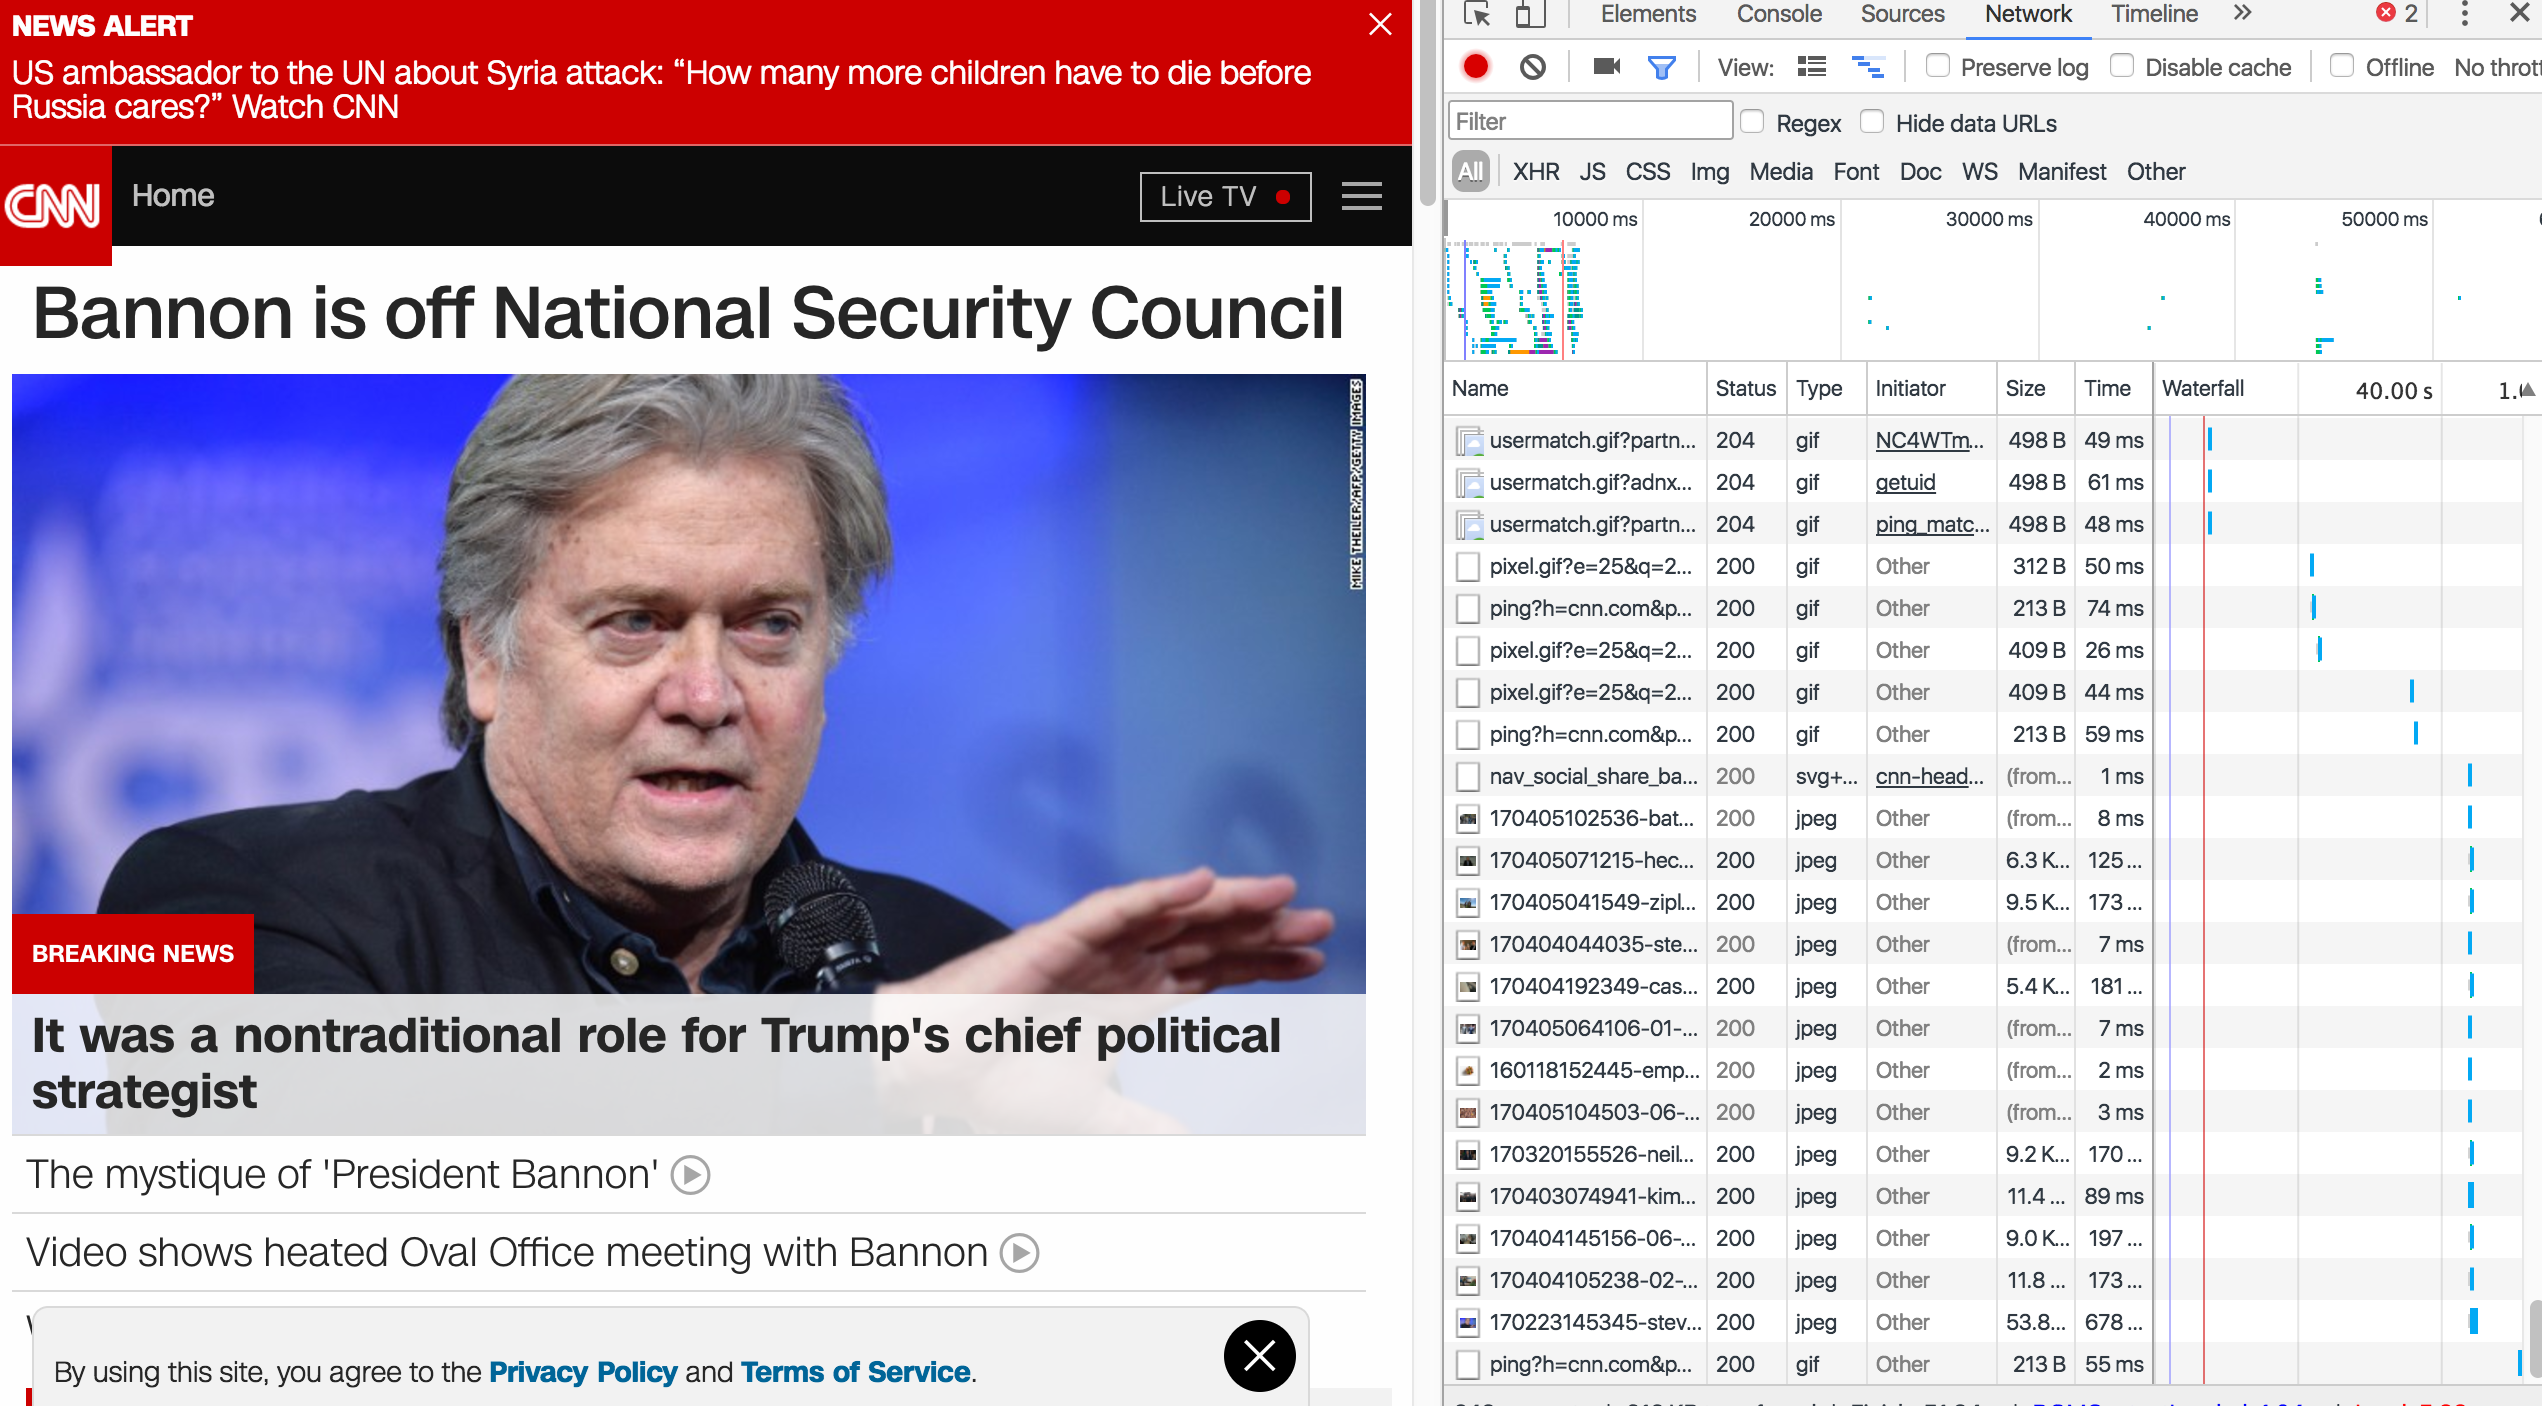 NEWS ALERT
US ambassador to the UN about Syria attack: “How many more children have to die before
Russia cares?” Watch CNN
CNN
Home
Live TV
Bannon is off National Security Council
MIKE THEILER/AFP/GETTY IMAGES
BREAKING NEWS
It was a nontraditional role for Trump's chief political
strategist
The mystique of 'President Bannon'
Video shows heated Oval Office meeting with Bannon
By using this site, you agree to the Privacy Policy and Terms of Service.
Elements Console Sources Network Timeline 2
View: Preserve log Disable cache Offline No thrott
Filter Regex Hide data URLs
All XHR JS CSS Img Media Font Doc WS Manifest Other
10000 ms 20000 ms 30000 ms 40000 ms 50000 ms
Name Status Type Initiator Size Time Waterfall 40.00 s 1.
usermatch.gif?partn... 204 gif NC4WTm... 498 B 49 ms
usermatch.gif?adnx... 204 gif getuid 498 B 61 ms
usermatch.gif?partn... 204 gif ping_matc... 498 B 48 ms
pixel.gif?e=25&q=2... 200 gif Other 312 B 50 ms
ping?h=cnn.com&p... 200 gif Other 213 B 74 ms
pixel.gif?e=25&q=2... 200 gif Other 409 B 26 ms
pixel.gif?e=25&q=2... 200 gif Other 409 B 44 ms
ping?h=cnn.com&p... 200 gif Other 213 B 59 ms
nav_social_share_ba... 200 svg+... cnn-head... (from... 1 ms
170405102536-bat... 200 jpeg Other (from... 8 ms
170405071215-hec... 200 jpeg Other 6.3 K... 125 ...
170405041549-zipl... 200 jpeg Other 9.5 K... 173 ...
170404044035-ste... 200 jpeg Other (from... 7 ms
170404192349-cas... 200 jpeg Other 5.4 K... 181 ...
170405064106-01-... 200 jpeg Other (from... 7 ms
160118152445-emp... 200 jpeg Other (from... 2 ms
170405104503-06-... 200 jpeg Other (from... 3 ms
170320155526-neil... 200 jpeg Other 9.2 K... 170 ...
170403074941-kim... 200 jpeg Other 11.4 ... 89 ms
170404145156-06-... 200 jpeg Other 9.0 K... 197 ...
170404105238-02-... 200 jpeg Other 11.8 ... 173 ...
170223145345-stev... 200 jpeg Other 53.8... 678 ...
ping?h=cnn.com&p... 200 gif Other 213 B 55 ms